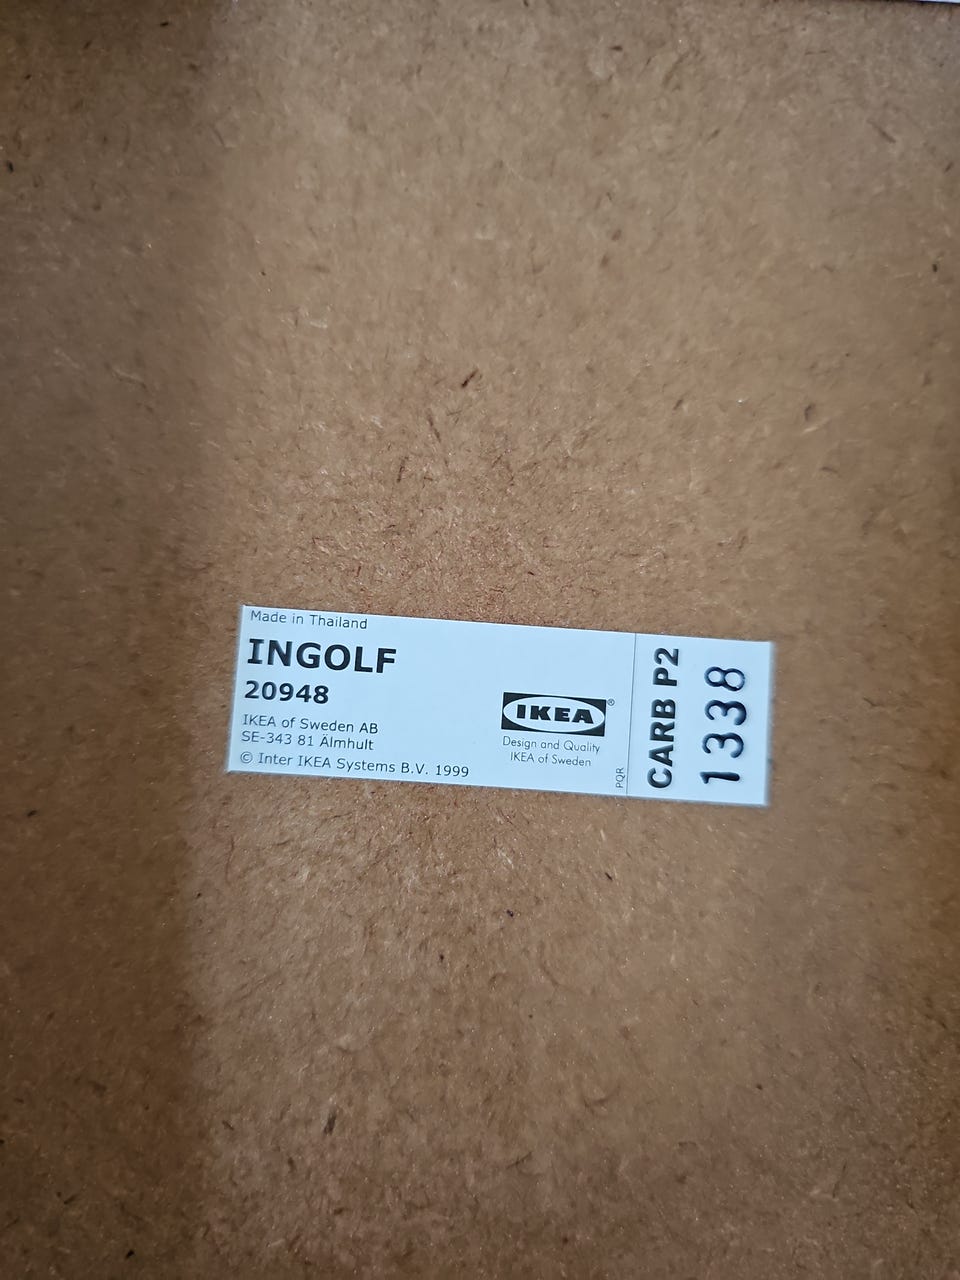 Made in Thailand
INGOLF
20948
IKEA of Sweden AB
SE-343 81 Älmhult
© Inter IKEA Systems B.V. 1999
IKEA®
Design and Quality
IKEA of Sweden
PQR
CARB P2
1338